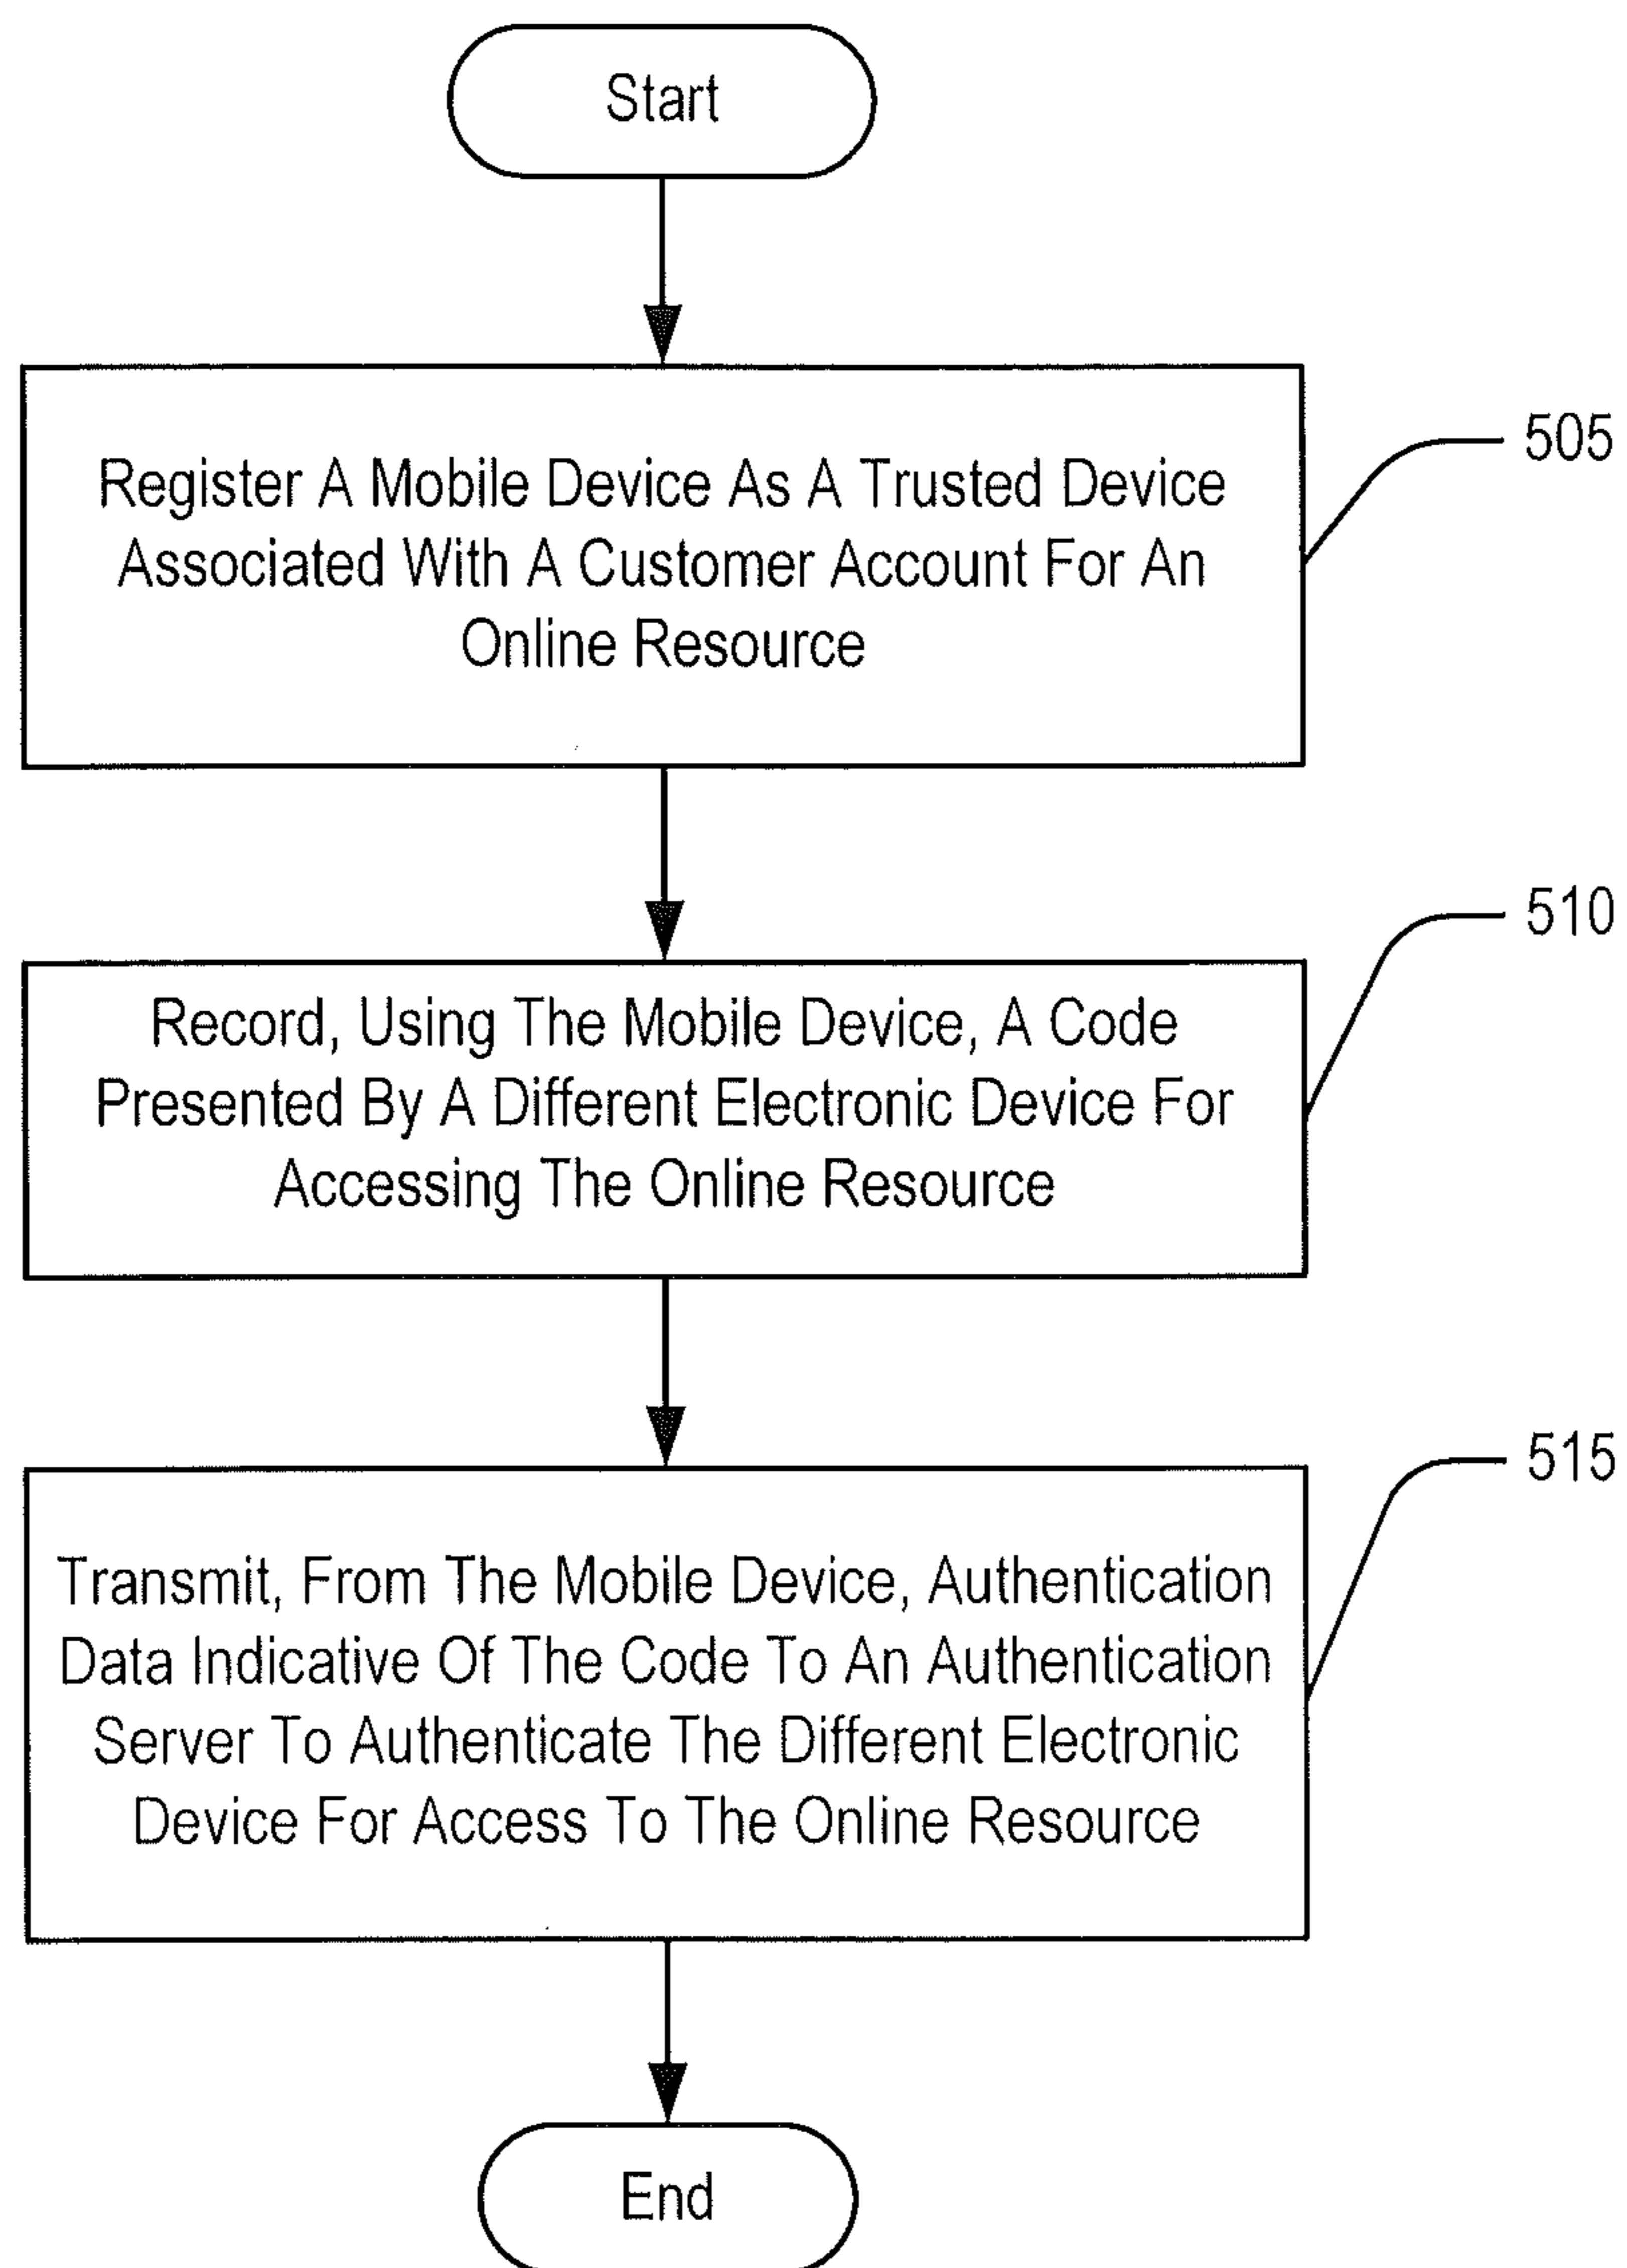 Start
Register A Mobile Device As A Trusted Device
Associated With A Customer Account For An
Online Resource
505
Record, Using The Mobile Device, A Code
Presented By A Different Electronic Device For
Accessing The Online Resource
510
Transmit, From The Mobile Device, Authentication
Data Indicative Of The Code To An Authentication
Server To Authenticate The Different Electronic
Device For Access To The Online Resource
515
End